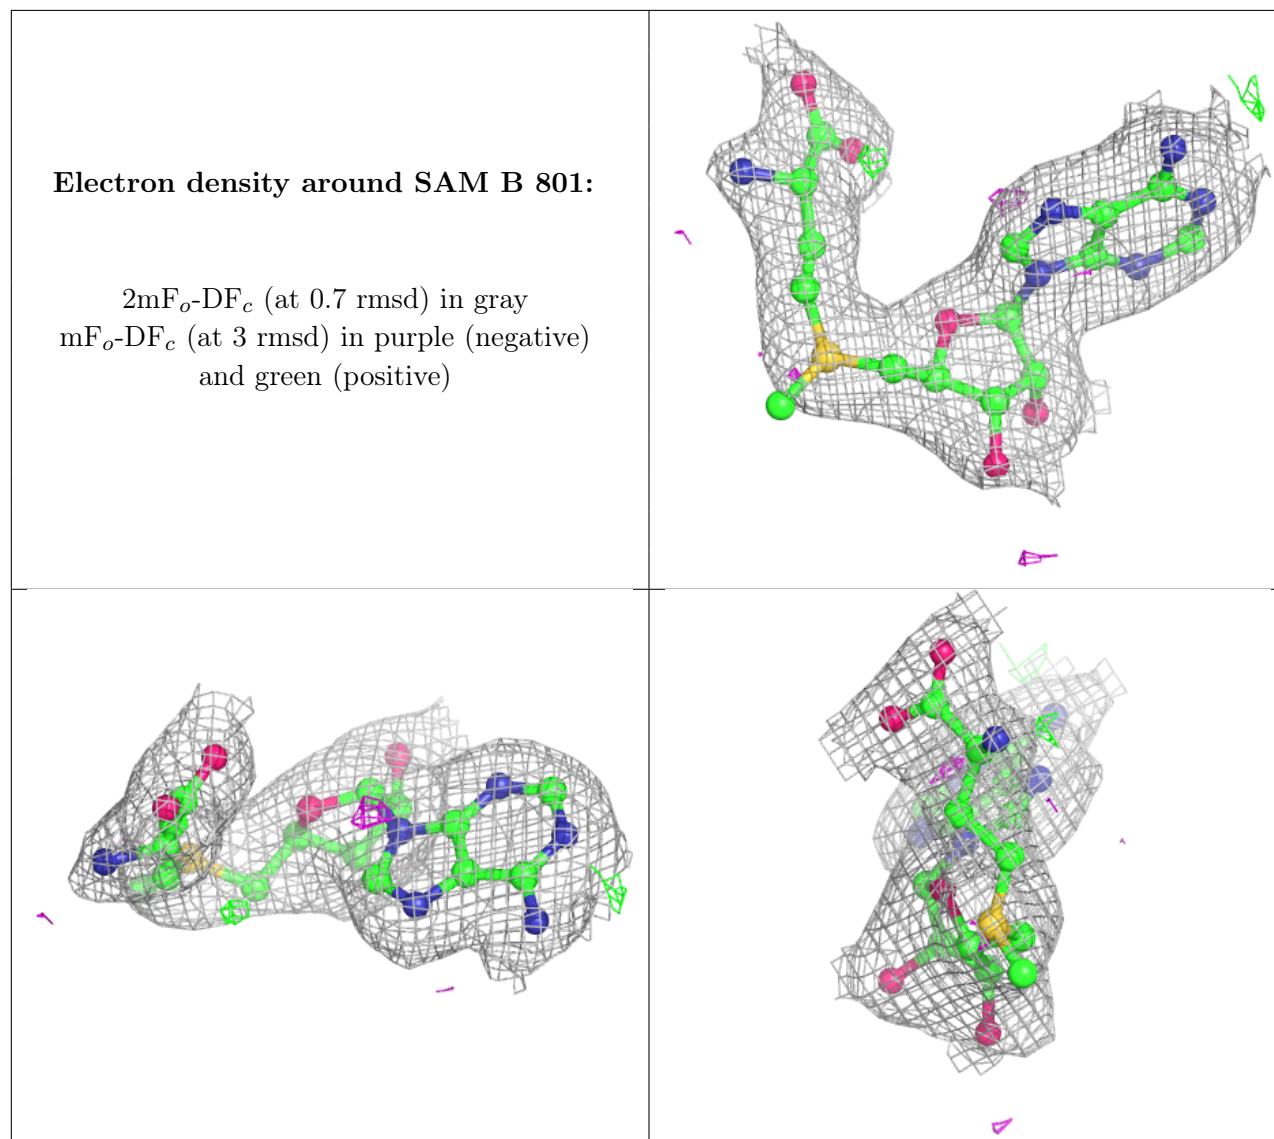 Electron density around SAM B 801:
2mFo-DFc (at 0.7 rmsd) in gray
mFo-DFc (at 3 rmsd) in purple (negative)
and green (positive)